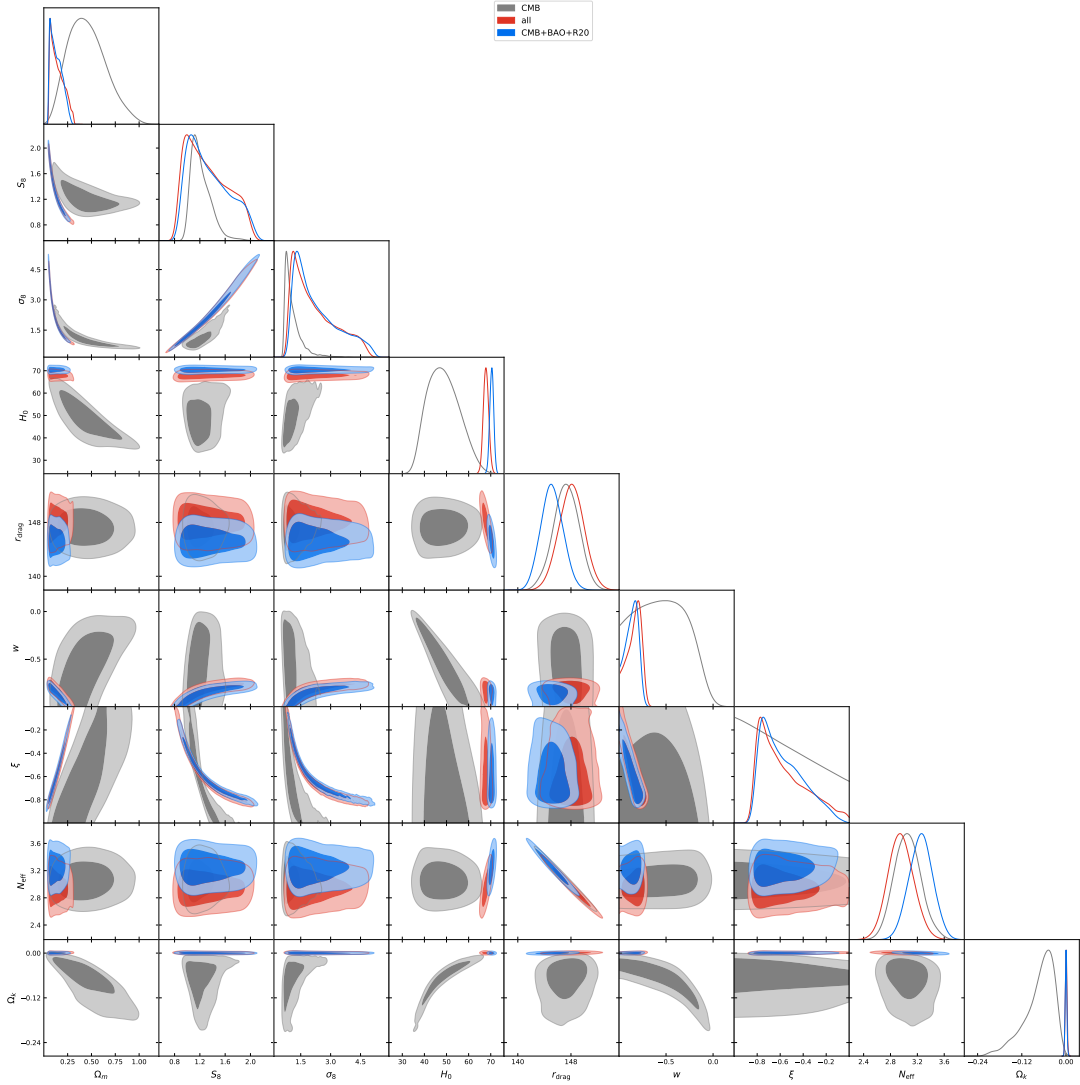 CMB
all
CMB+BAO+R20
S8
2.0
1.6
1.2
0.8
σ8
4.5
3.0
1.5
H0
70
60
50
40
30
rdrag
148
140
w
0.0
−0.5
ξ
−0.2
−0.4
−0.6
−0.8
Neff
3.6
3.2
2.8
2.4
Ωk
0.00
−0.12
−0.24
0.25 0.50 0.75 1.00 0.8 1.2 1.6 2.0 1.5 3.0 4.5 30 40 50 60 70 140 148 −0.5 0.0 −0.8 −0.6 −0.4 −0.2 2.4 2.8 3.2 3.6 −0.24 −0.12 0.00
Ωm S8 σ8 H0 rdrag w ξ Neff Ωk